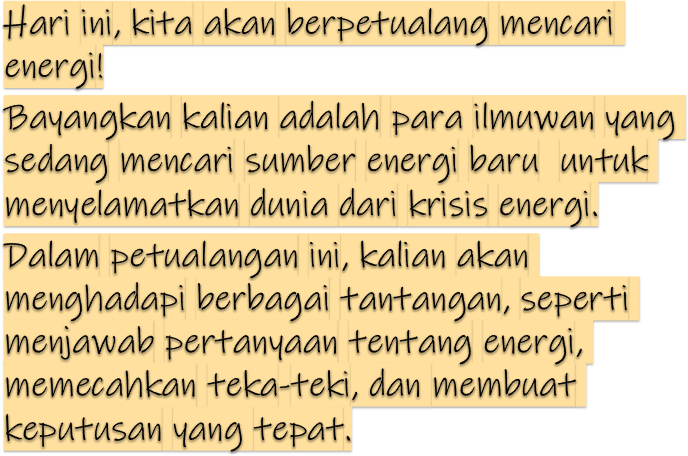 Hari ini, kita akan berpetualang mencari
energi!
Bayangkan kalian adalah para ilmuwan yang
sedang mencari sumber energi baru  untuk
menyelamatkan dunia dari krisis energi.
Dalam petualangan ini, kalian akan
menghadapi berbagai tantangan, seperti
menjawab pertanyaan tentang energi,
memecahkan teka-teki, dan membuat
keputusan yang tepat.